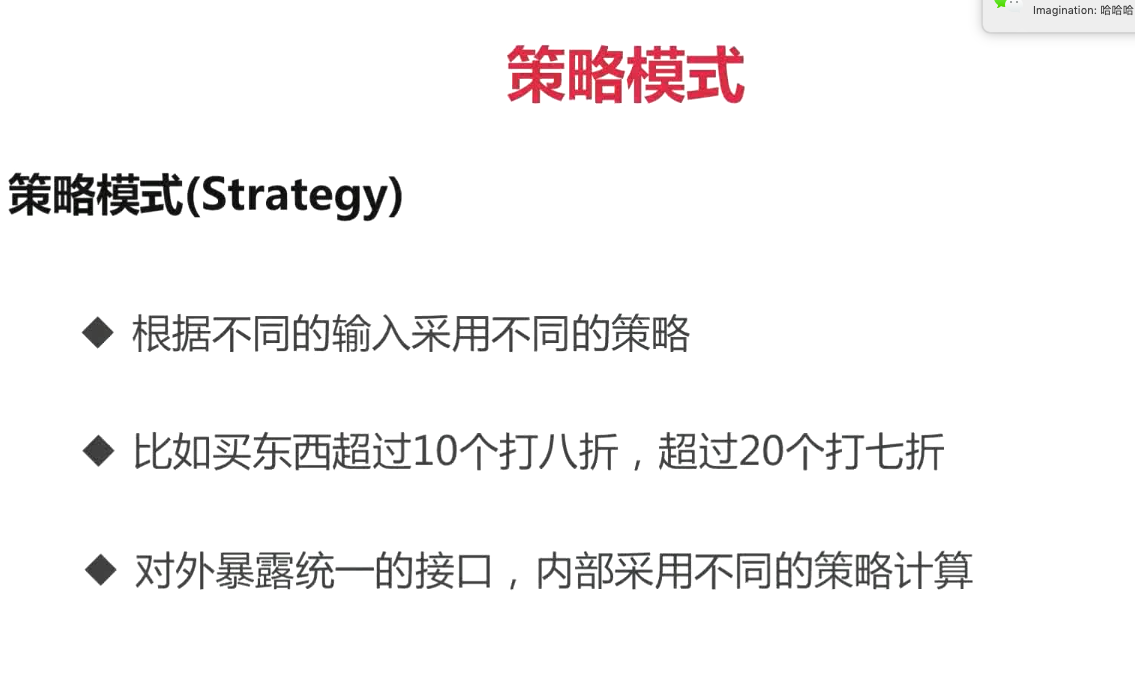 Imagination: 哈哈哈
策略模式
策略模式(Strategy)
◆ 根据不同的输入采用不同的策略
◆ 比如买东西超过10个打八折，超过20个打七折
◆ 对外暴露统一的接口，内部采用不同的策略计算